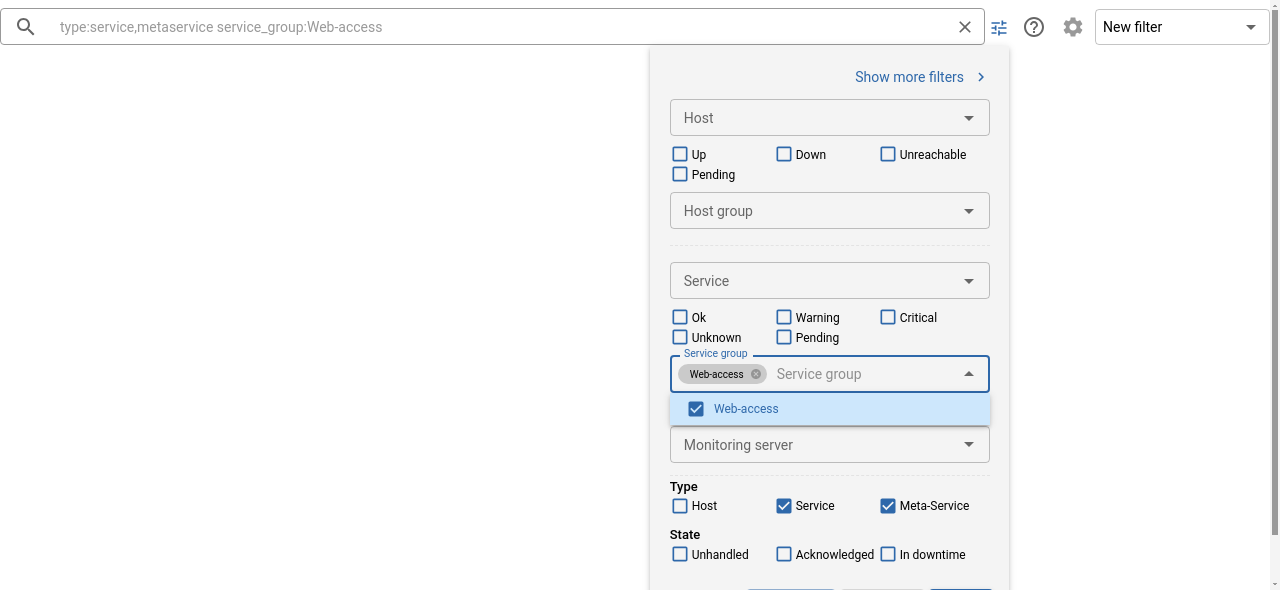 type:service,metaservice service_group:Web-access
New filter
Show more filters
Host
Up Down Unreachable
Pending
Host group
Service
Ok Warning Critical
Unknown Pending
Service group
Web-access Service group
Web-access
Monitoring server
Type
Host Service Meta-Service
State
Unhandled Acknowledged In downtime